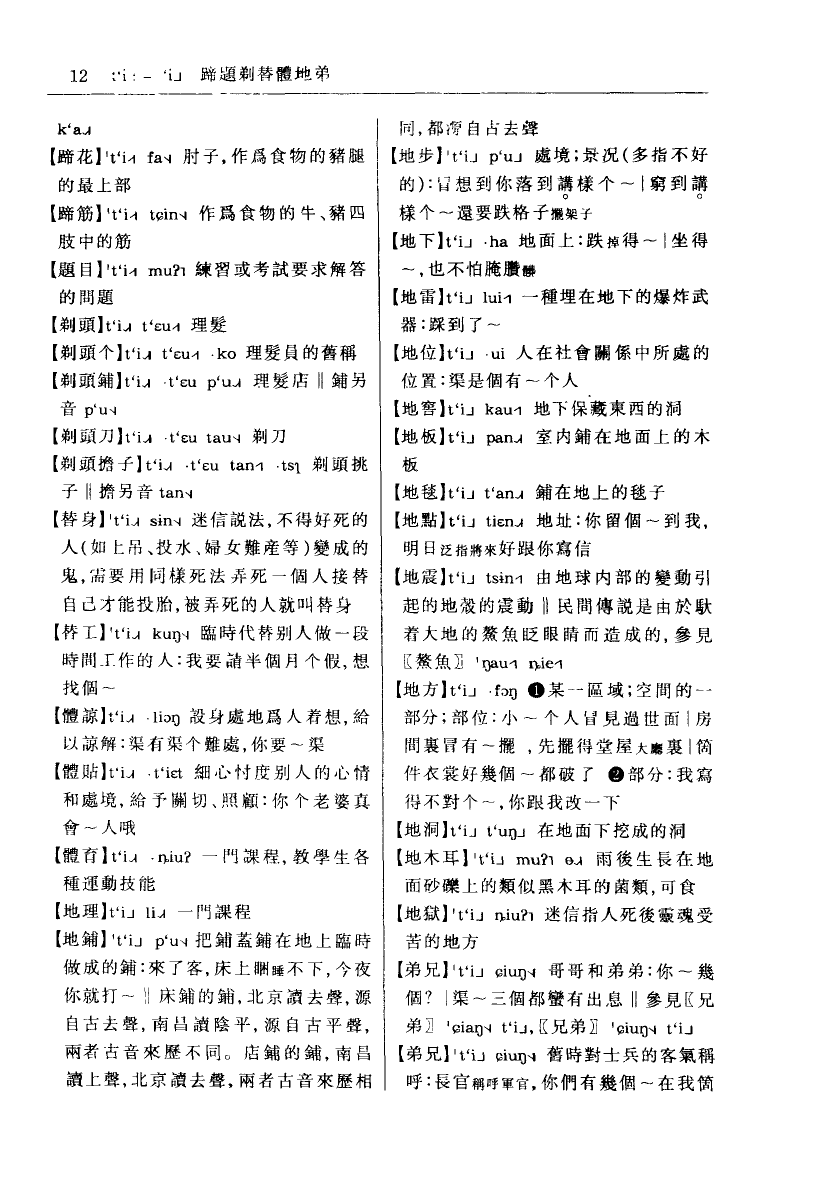 12 tʻi˩ – tʻi˩ 蹄題剃替體地弟
kʻa˩˧
【蹄花】ˈtʻi˧˥ fa˦˨ 肘子,作爲食物的豬腿
的最上部
【蹄筋】ˈtʻi˧˥ tɕin˦˨ 作爲食物的牛、豬四
肢中的筋
【題目】ˈtʻi˧˥ muʔ˥ 練習或考試要求解答
的問題
【剃頭】tʻi˩˧ tʻɛu˧˥ 理髮
【剃頭个】tʻi˩˧ tʻɛu˧˥ ·ko 理髮員的舊稱
【剃頭鋪】tʻi˩˧ ·tʻɛu pʻu˩˧ 理髮店‖鋪另
音 pʻu˦˨
【剃頭刀】tʻi˩˧ ·tʻɛu tau˦˨ 剃刀
【剃頭擔子】tʻi˩˧ ·tʻɛu tan˧˥ ·tsɿ 剃頭挑
子‖擔另音 tan˦˨
【替身】ˈtʻi˩˧ sin˦˨ 迷信説法,不得好死的
人(如上吊、投水、婦女難産等)變成的
鬼,需要用同樣死法弄死一個人接替
自己才能投胎,被弄死的人就叫替身
【替工】ˈtʻi˩˧ kuŋ˦˨ 臨時代替别人做一段
時間工作的人:我要請半個月个假,想
找個~
【體諒】tʻi˩˧ ·liɔŋ 設身處地爲人着想,給
以諒解:渠有渠个難處,你要~渠
【體貼】tʻi˩˧ ·tʻiɛt 細心忖度别人的心情
和處境,給予關切、照顧:你个老婆真
會~人哦
【體育】tʻi˩˧ ·ȵiuʔ 一門課程,教學生各
種運動技能
【地理】tʻi˩ li˩˧ 一門課程
【地鋪】ˈtʻi˩ pʻu˦˨ 把鋪蓋鋪在地上臨時
做成的鋪:來了客,床上睏睡不下,今夜
你就打~‖床鋪的鋪,北京讀去聲,源
自古去聲,南昌讀陰平,源自古平聲,
兩者古音來歷不同。店鋪的鋪,南昌
讀上聲,北京讀去聲,兩者古音來歷相
同,都源自古去聲
【地步】ˈtʻi˩ pʻu˩ 處境;景况(多指不好
的):冒想到你落到講樣个~|窮到講
樣个~還要跌格子擺架子
【地下】tʻi˩ ·ha 地面上:跌掉得~|坐得
~,也不怕腌臢髒
【地雷】tʻi˩ lui˧˥ 一種埋在地下的爆炸武
器:踩到了~
【地位】tʻi˩ ·ui 人在社會關係中所處的
位置:渠是個有~个人
【地窖】tʻi˩ kau˧˥ 地下保藏東西的洞
【地板】tʻi˩ pan˩˧ 室内鋪在地面上的木
板
【地毯】tʻi˩ tʻan˩˧ 鋪在地上的毯子
【地點】tʻi˩ tiɛn˩˧ 地址:你留個~到我,
明日泛指將來好跟你寫信
【地震】tʻi˩ tsin˧˥ 由地球内部的變動引
起的地殼的震動‖民間傳説是由於馱
着大地的鰲魚眨眼睛而造成的,參見
〖鰲魚〗ˈŋau˧˥ ȵiɛ˧˥
【地方】tʻi˩ ·fɔŋ ❶某一區域;空間的一
部分;部位:小~个人冒見過世面|房
間裏冒有~擺,先擺得堂屋大廳裏|箇
件衣裳好幾個~都破了 ❷部分:我寫
得不對个~,你跟我改一下
【地洞】tʻi˩ tʻuŋ˩ 在地面下挖成的洞
【地木耳】ˈtʻi˩ muʔ˥ ɵ˩˧ 雨後生長在地
面砂礫上的類似黑木耳的菌類,可食
【地獄】ˈtʻi˩ ȵiuʔ˥ 迷信指人死後靈魂受
苦的地方
【弟兄】ˈtʻi˩ ɕiuŋ˦˨ 哥哥和弟弟:你~幾
個?|渠~三個都蠻有出息‖參見〖兄
弟〗ˈɕiaŋ˦˨ tʻi˩,〖兄弟〗ˈɕiuŋ˦˨ tʻi˩
【弟兄】ˈtʻi˩ ɕiuŋ˦˨ 舊時對士兵的客氣稱
呼:長官稱呼軍官,你們有幾個~在我箇